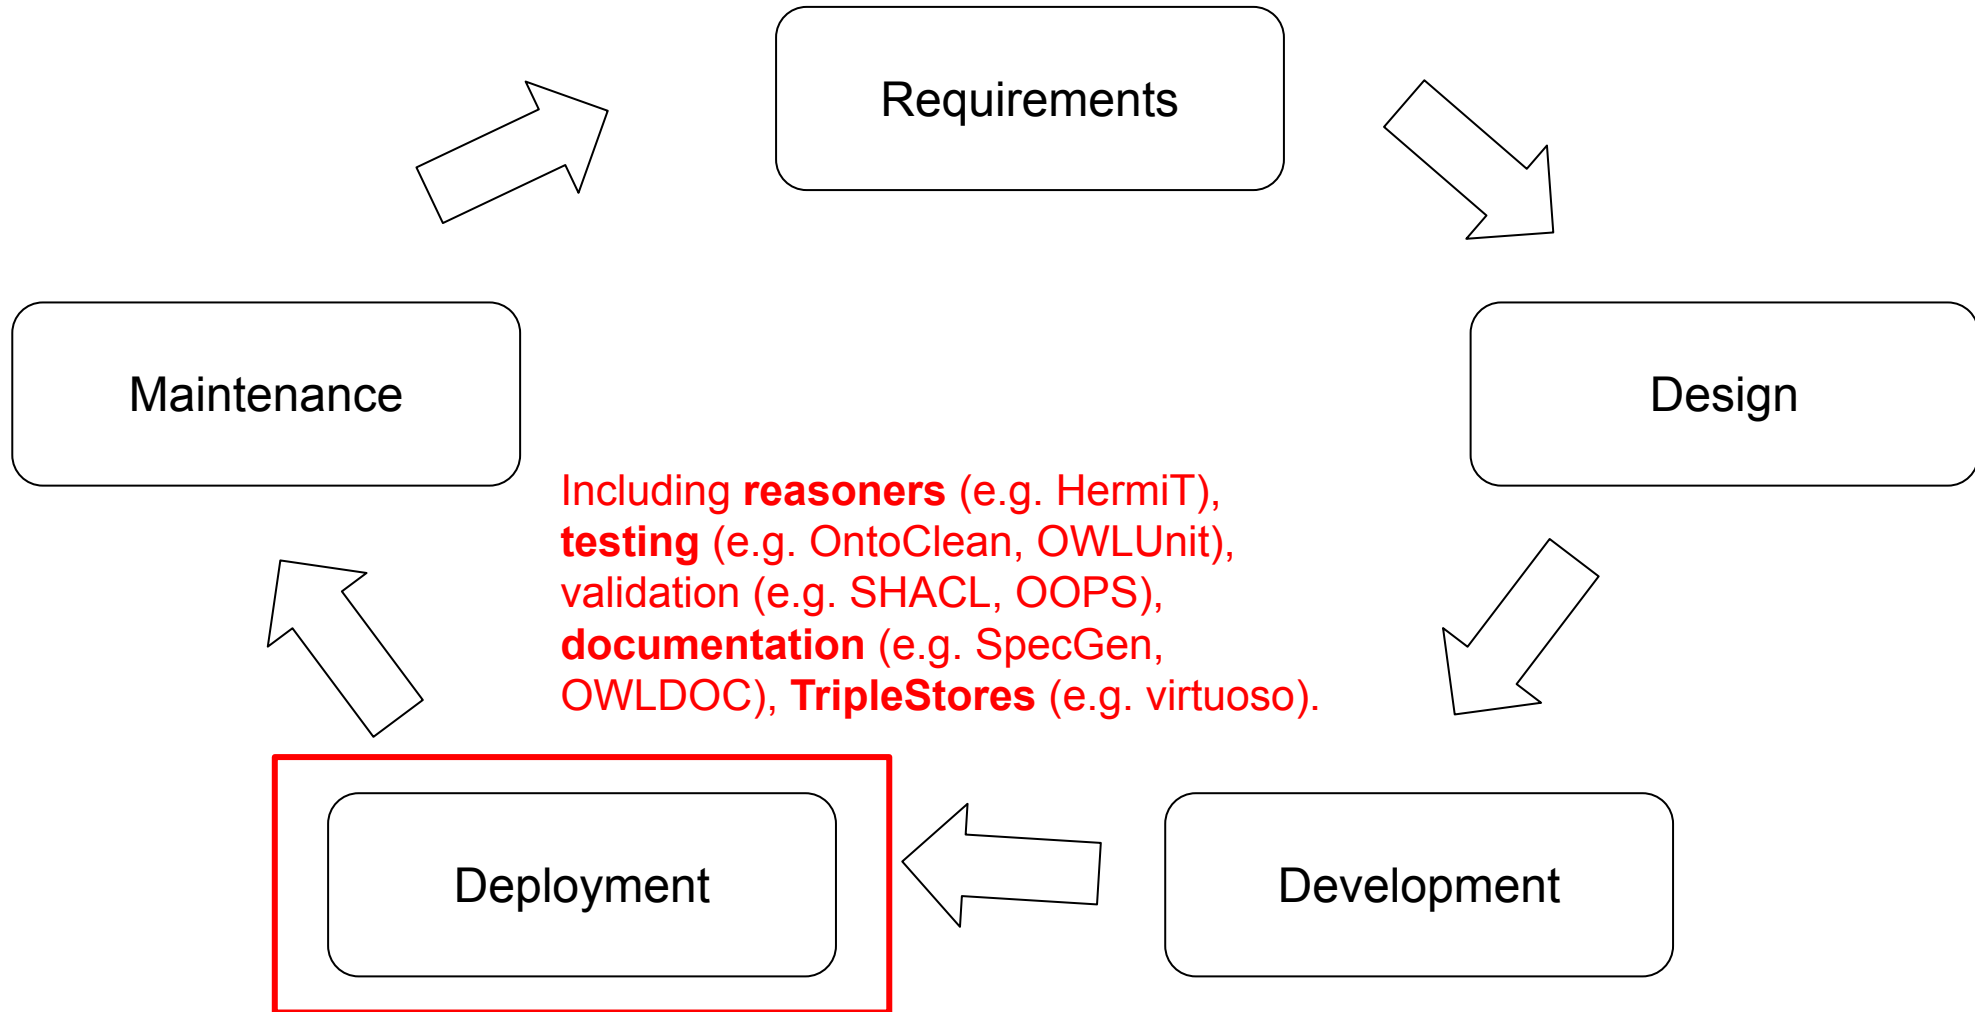 Requirements
Maintenance
Design
Including reasoners (e.g. HermiT),
testing (e.g. OntoClean, OWLUnit),
validation (e.g. SHACL, OOPS),
documentation (e.g. SpecGen,
OWLDOC), TripleStores (e.g. virtuoso).
Deployment
Development